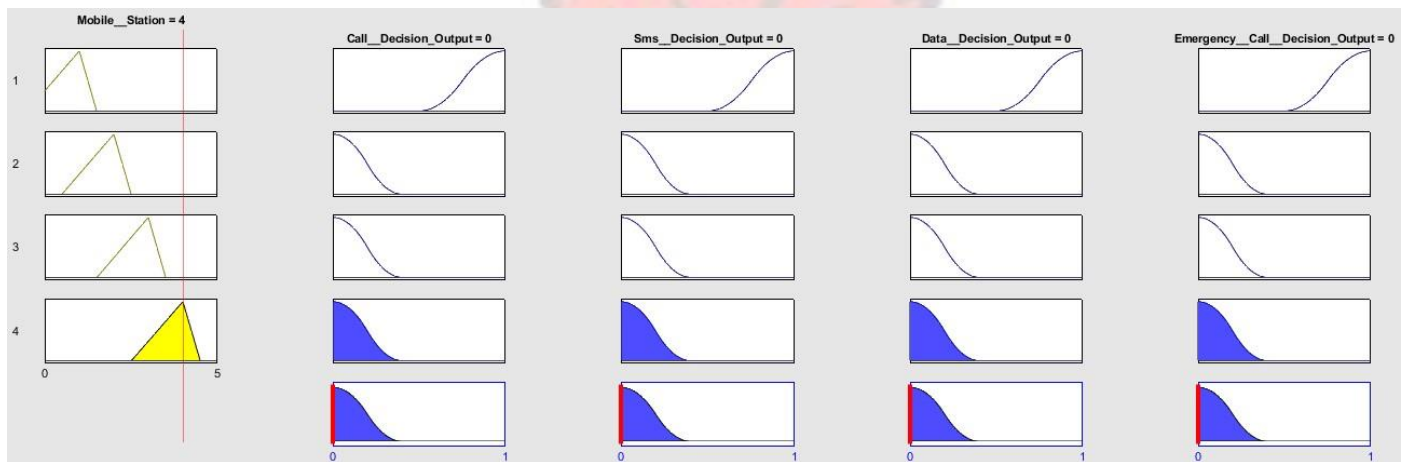 Mobile__Station = 4
Call__Decision_Output = 0
Sms__Decision_Output = 0
Data__Decision_Output = 0
Emergency__Call__Decision_Output = 0
1
2
3
4
0 5
0 1
0 1
0 1
0 1